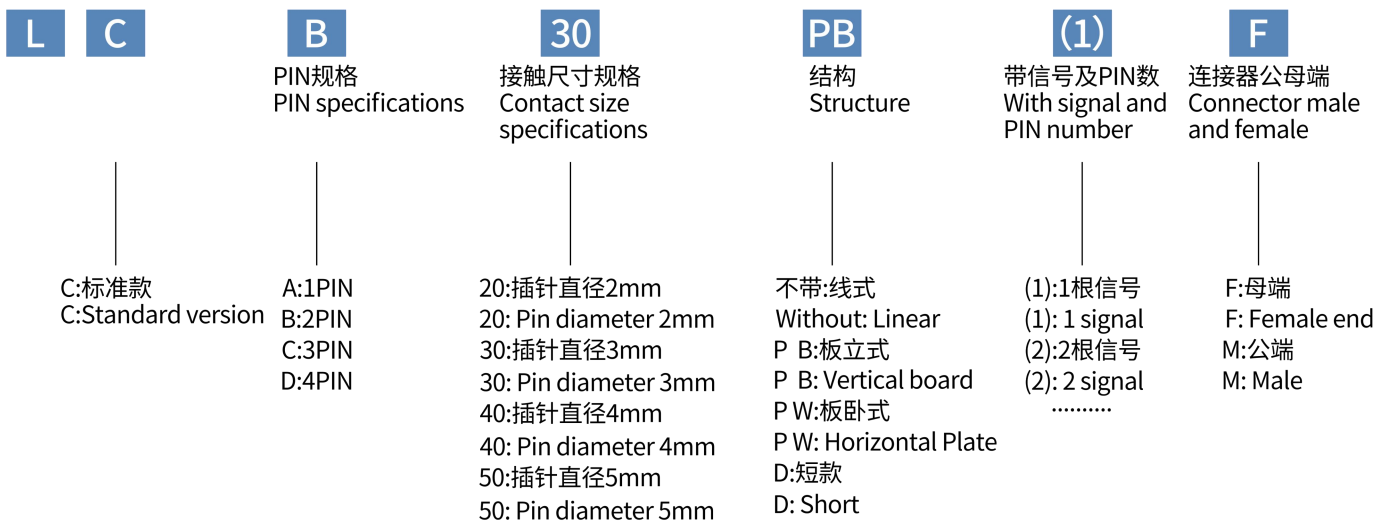 L C B 30 PB (1) F
PIN规格
PIN specifications
接触尺寸规格
Contact size
specifications
结构
Structure
带信号及PIN数
With signal and
PIN number
连接器公母端
Connector male
and female
C:标准款
C:Standard version
A:1PIN
B:2PIN
C:3PIN
D:4PIN
20:插针直径2mm
20: Pin diameter 2mm
30:插针直径3mm
30: Pin diameter 3mm
40:插针直径4mm
40: Pin diameter 4mm
50:插针直径5mm
50: Pin diameter 5mm
不带:线式
Without: Linear
P B:板立式
P B: Vertical board
P W:板卧式
P W: Horizontal Plate
D:短款
D: Short
(1):1根信号
(1): 1 signal
(2):2根信号
(2): 2 signal
··········
F:母端
F: Female end
M:公端
M: Male